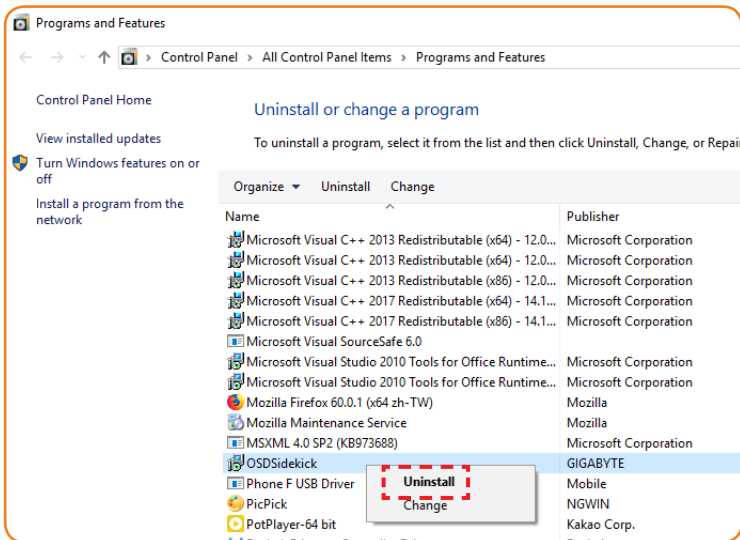 Programs and Features
Control Panel > All Control Panel Items > Programs and Features
Control Panel Home
View installed updates
Turn Windows features on or
off
Install a program from the
network
Uninstall or change a program
To uninstall a program, select it from the list and then click Uninstall, Change, or Repai
Organize Uninstall Change
Name Publisher
Microsoft Visual C++ 2013 Redistributable (x64) - 12.0... Microsoft Corporation
Microsoft Visual C++ 2013 Redistributable (x64) - 12.0... Microsoft Corporation
Microsoft Visual C++ 2013 Redistributable (x86) - 12.0... Microsoft Corporation
Microsoft Visual C++ 2017 Redistributable (x64) - 14.1... Microsoft Corporation
Microsoft Visual C++ 2017 Redistributable (x86) - 14.1... Microsoft Corporation
Microsoft Visual SourceSafe 6.0
Microsoft Visual Studio 2010 Tools for Office Runtime... Microsoft Corporation
Microsoft Visual Studio 2010 Tools for Office Runtime... Microsoft Corporation
Mozilla Firefox 60.0.1 (x64 zh-TW) Mozilla
Mozilla Maintenance Service Mozilla
MSXML 4.0 SP2 (KB973688) Microsoft Corporation
OSDSidekick GIGABYTE
Phone F USB Driver Uninstall Mobile
PicPick Change NGWIN
PotPlayer-64 bit Kakao Corp.